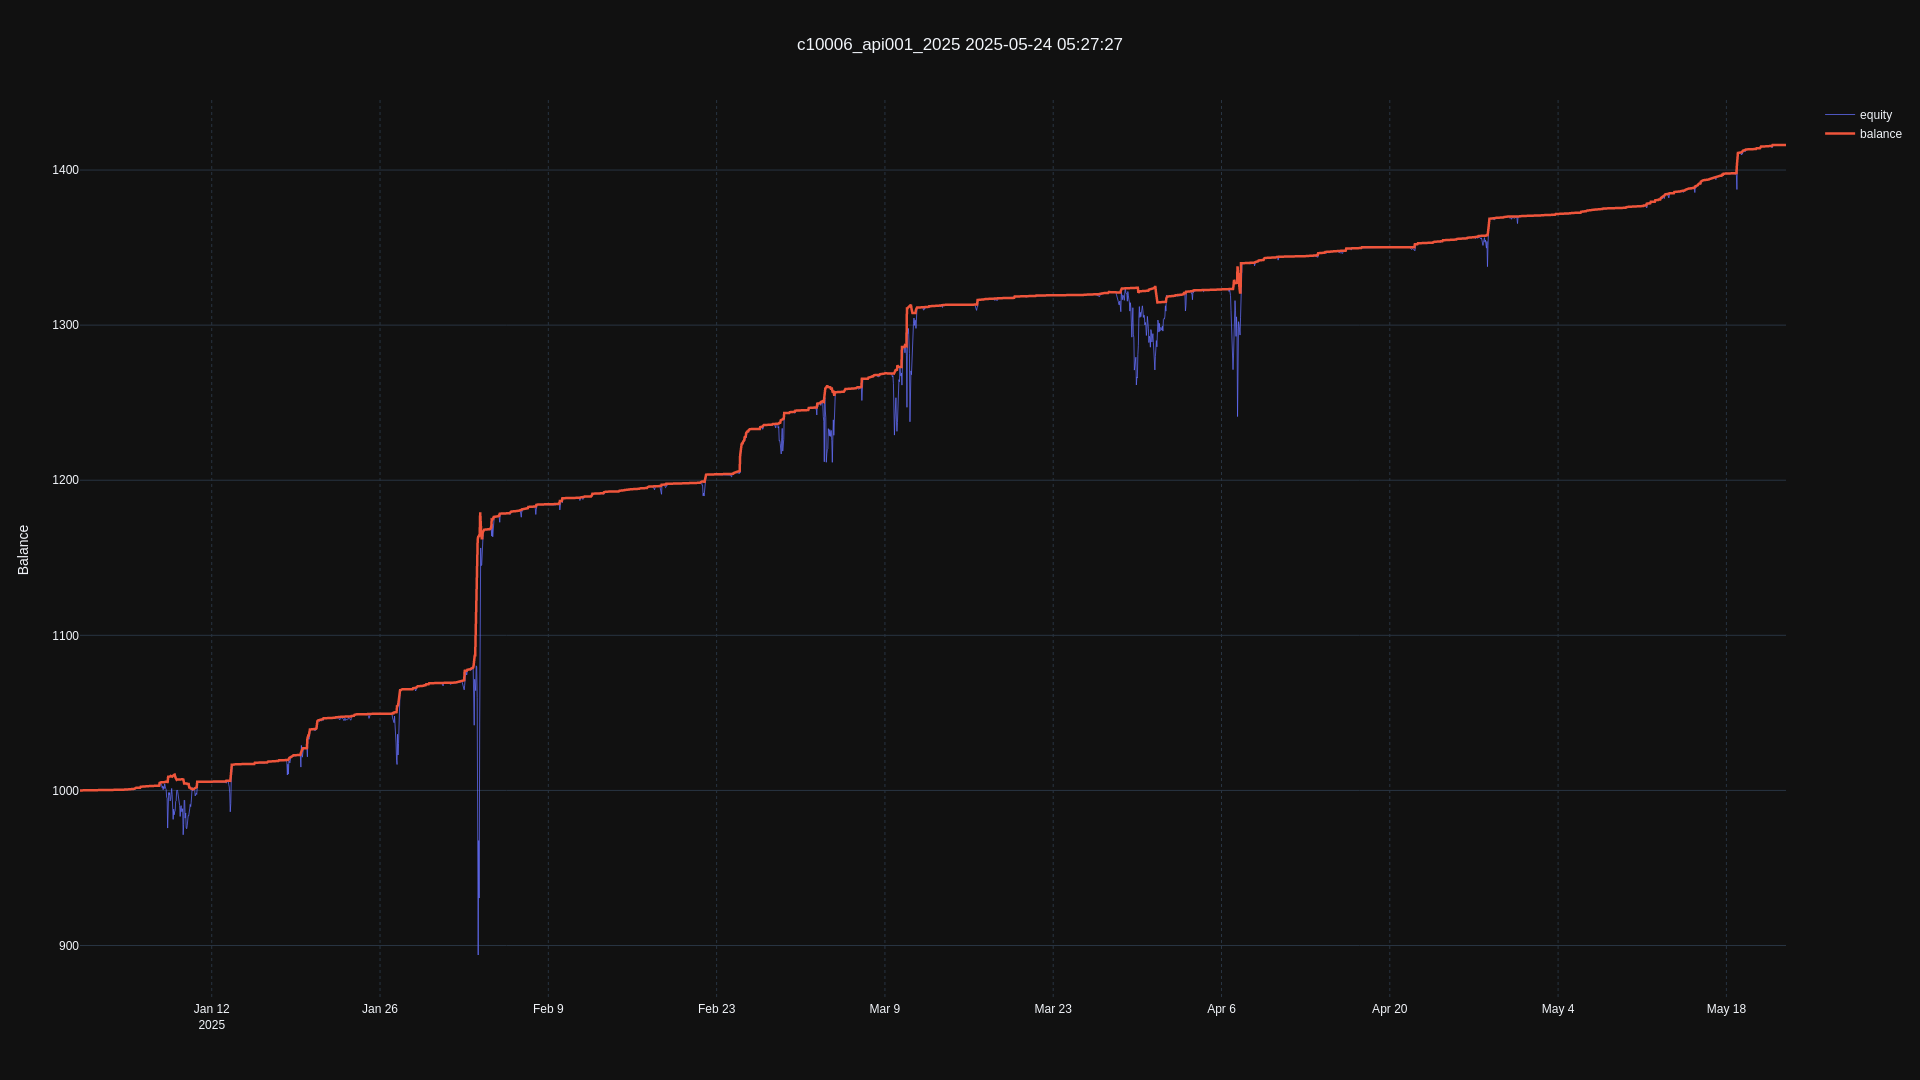 c10006_api001_2025 2025-05-24 05:27:27
equity
balance
1400
1300
1200
1100
1000
900
Balance
Jan 12
2025
Jan 26
Feb 9
Feb 23
Mar 9
Mar 23
Apr 6
Apr 20
May 4
May 18